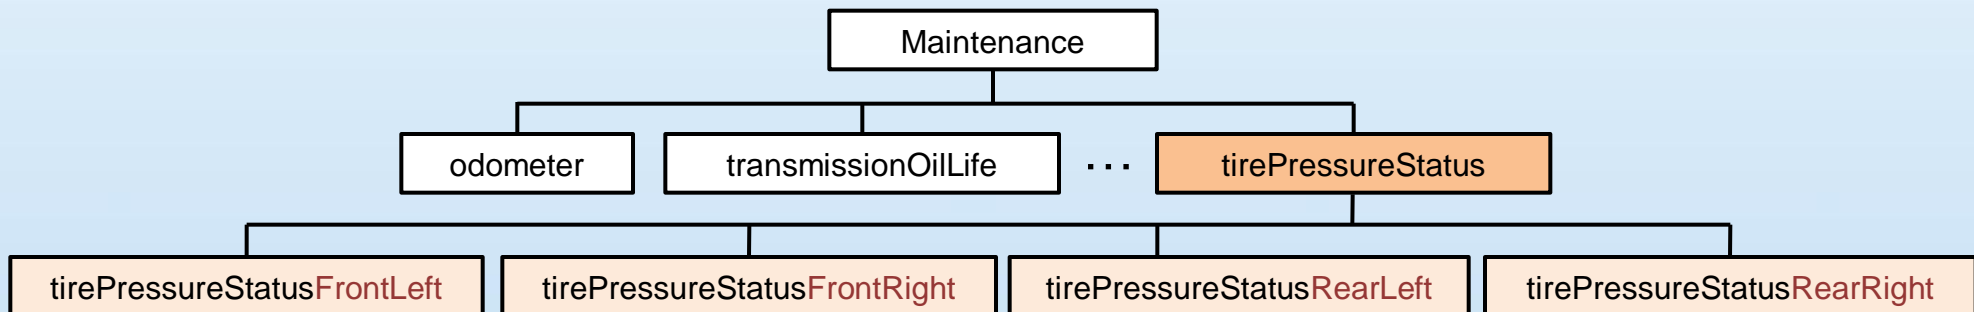 Maintenance
odometer transmissionOilLife ... tirePressureStatus
tirePressureStatusFrontLeft tirePressureStatusFrontRight tirePressureStatusRearLeft tirePressureStatusRearRight